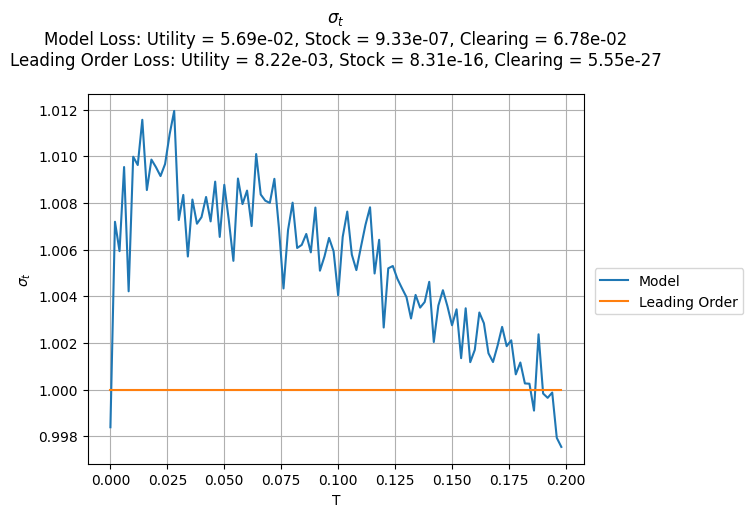 σₜ
Model Loss: Utility = 5.69e-02, Stock = 9.33e-07, Clearing = 6.78e-02
Leading Order Loss: Utility = 8.22e-03, Stock = 8.31e-16, Clearing = 5.55e-27
1.012
1.010
1.008
1.006
1.004
1.002
1.000
0.998
σₜ
Model
Leading Order
0.000 0.025 0.050 0.075 0.100 0.125 0.150 0.175 0.200
T